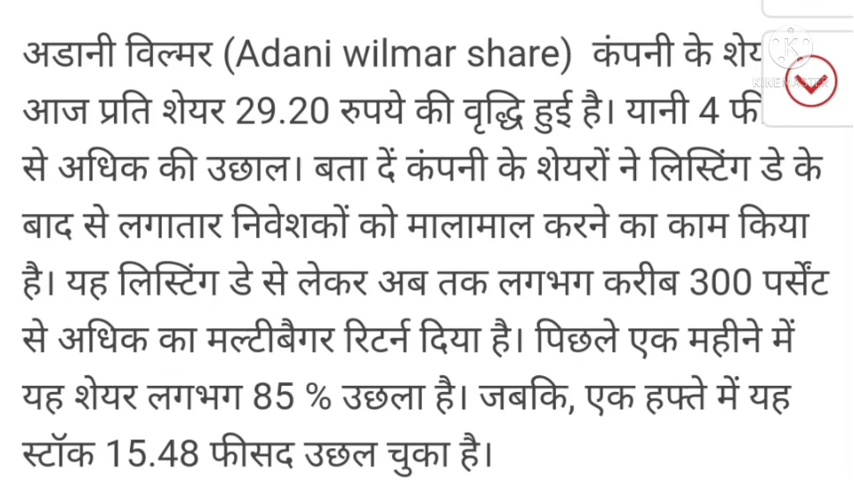 अडानी विल्मर (Adani wilmar share) कंपनी के
आज प्रति शेयर 29.20 रुपये की वृद्धि हुई है। यानी 4
से अधिक की उछाल। बता दें कंपनी के शेयरों ने लिस्टिंग डे के
बाद से लगातार निवेशकों को मालामाल करने का काम किया
है। यह लिस्टिंग डे से लेकर अब तक लगभग करीब 300 पर्सेंट
से अधिक का मल्टीबैगर रिटर्न दिया है। पिछले एक महीने में
यह शेयर लगभग 85 % उछला है। जबकि, एक हफ्ते में यह
स्टॉक 15.48 फीसद उछल चुका है।
KINEMASTER